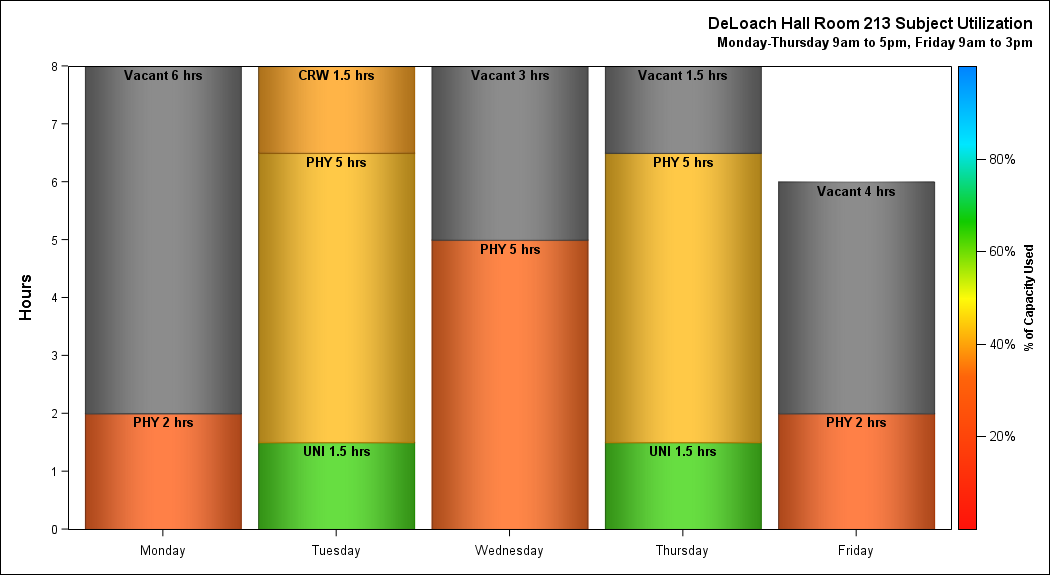 DeLoach Hall Room 213 Subject Utilization
Monday-Thursday 9am to 5pm, Friday 9am to 3pm
Hours
8
7
6
5
4
3
2
1
0
Vacant 6 hrs
PHY 2 hrs
CRW 1.5 hrs
PHY 5 hrs
UNI 1.5 hrs
Vacant 3 hrs
PHY 5 hrs
Vacant 1.5 hrs
PHY 5 hrs
UNI 1.5 hrs
Vacant 4 hrs
PHY 2 hrs
Monday
Tuesday
Wednesday
Thursday
Friday
80%
60%
40%
20%
% of Capacity Used